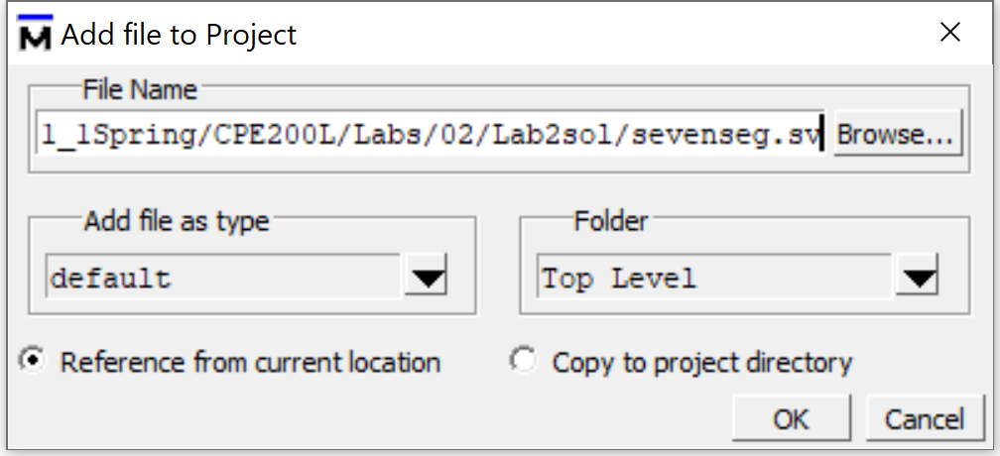 Add file to Project
File Name
l_1Spring/CPE200L/Labs/02/Lab2sol/sevenseg.sv
Browse...
Add file as type
Folder
default
Top Level
Reference from current location
Copy to project directory
OK
Cancel